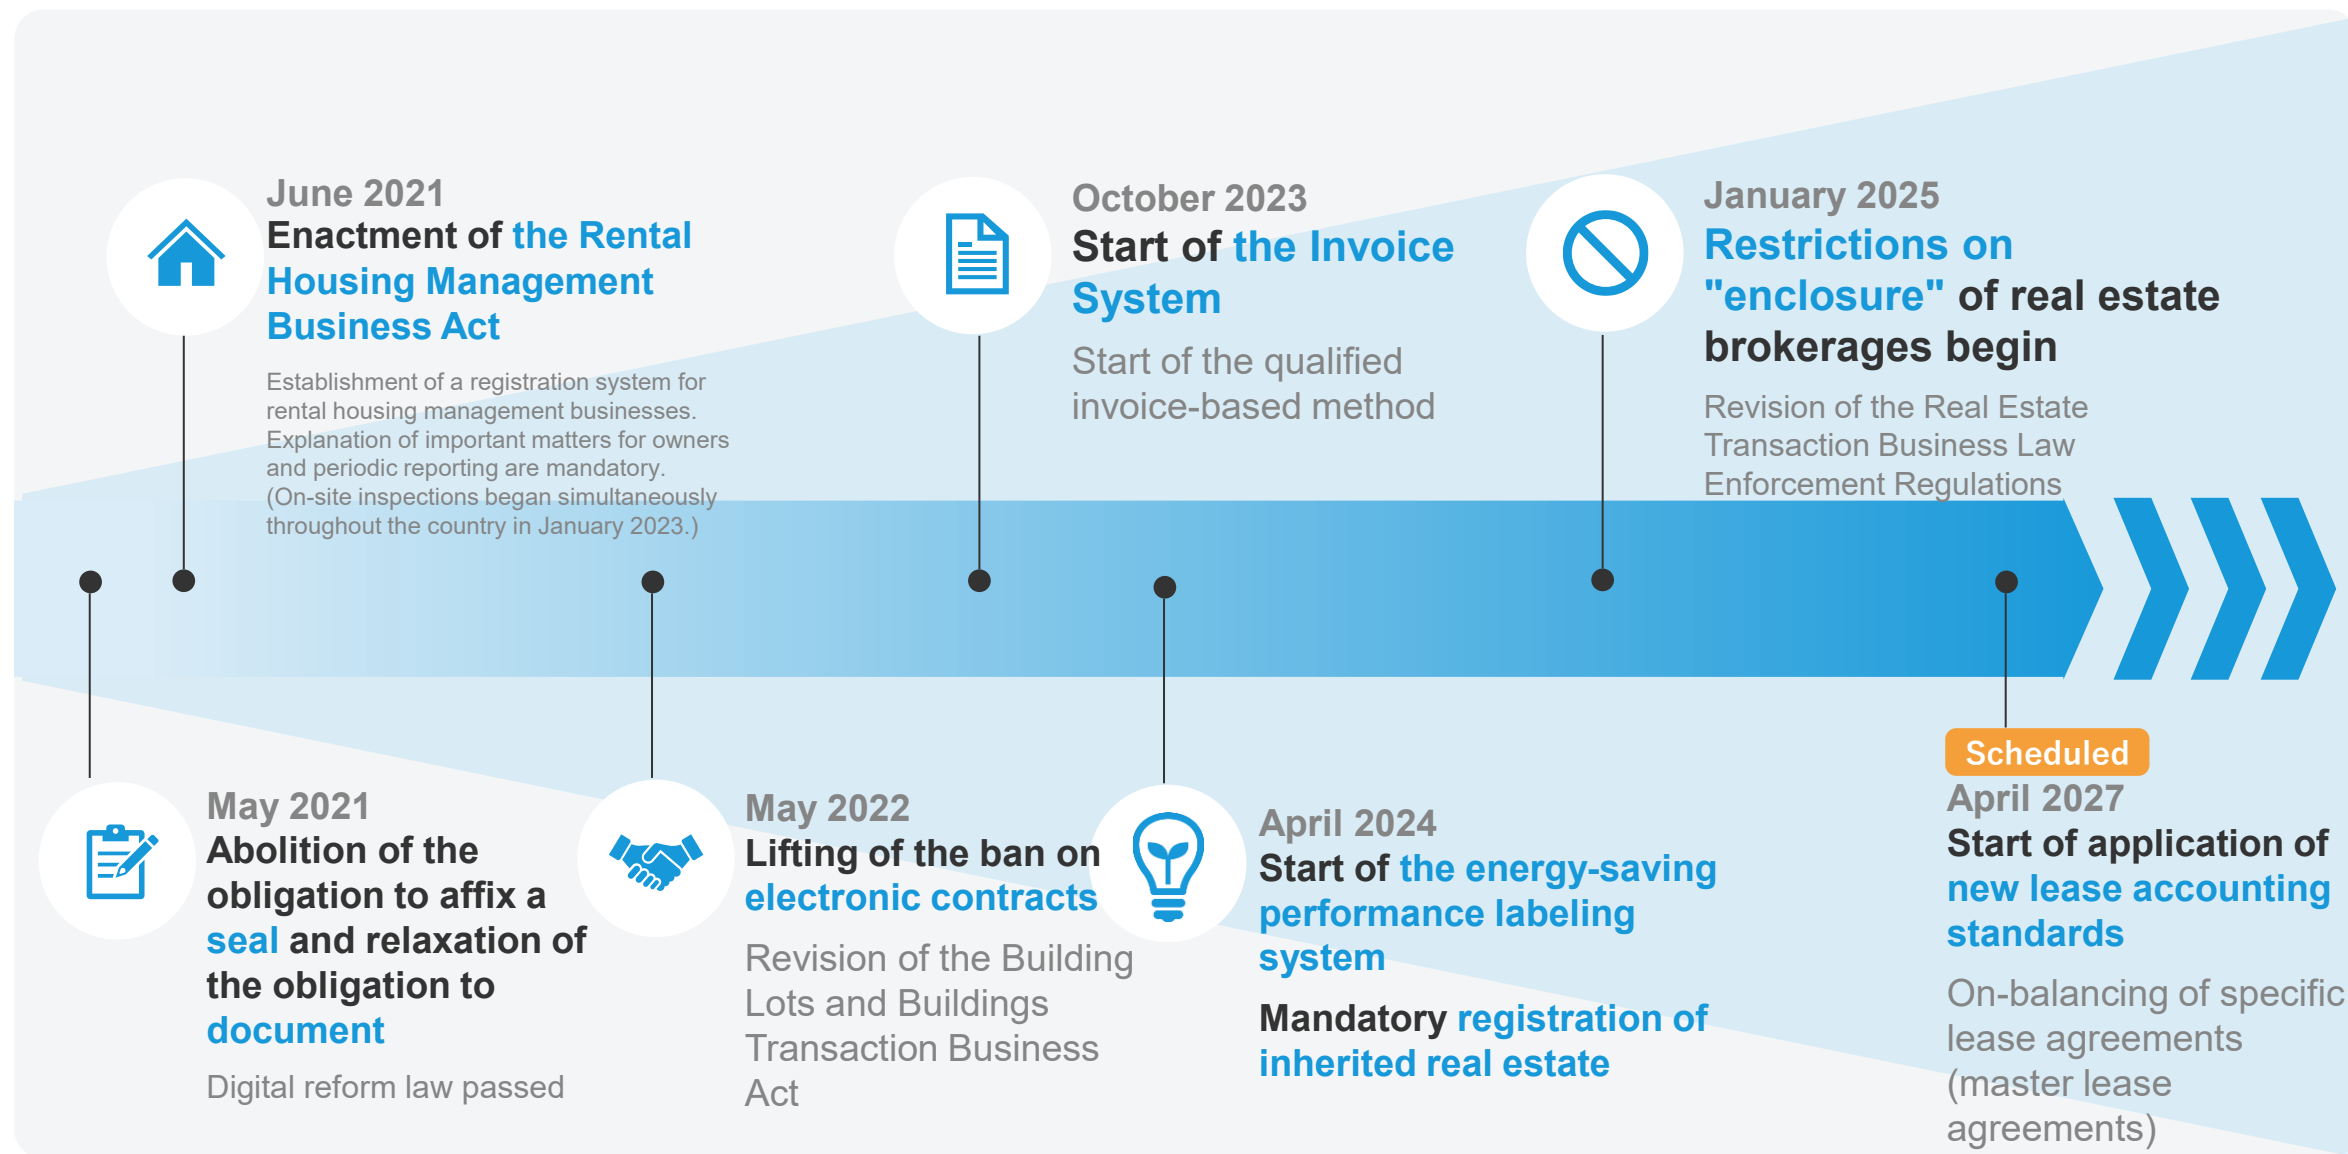 June 2021
Enactment of the Rental
Housing Management
Business Act
Establishment of a registration system for
rental housing management businesses.
Explanation of important matters for owners
and periodic reporting are mandatory.
(On-site inspections began simultaneously
throughout the country in January 2023.)
October 2023
Start of the Invoice
System
Start of the qualified
invoice-based method
January 2025
Restrictions on
"enclosure" of real estate
brokerages begin
Revision of the Real Estate
Transaction Business Law
Enforcement Regulations
May 2021
Abolition of the
obligation to affix a
seal and relaxation of
the obligation to
document
Digital reform law passed
May 2022
Lifting of the ban on
electronic contracts
Revision of the Building
Lots and Buildings
Transaction Business
Act
April 2024
Start of the energy-saving
performance labeling
system
Mandatory registration of
inherited real estate
Scheduled
April 2027
Start of application of
new lease accounting
standards
On-balancing of specific
lease agreements
(master lease
agreements)